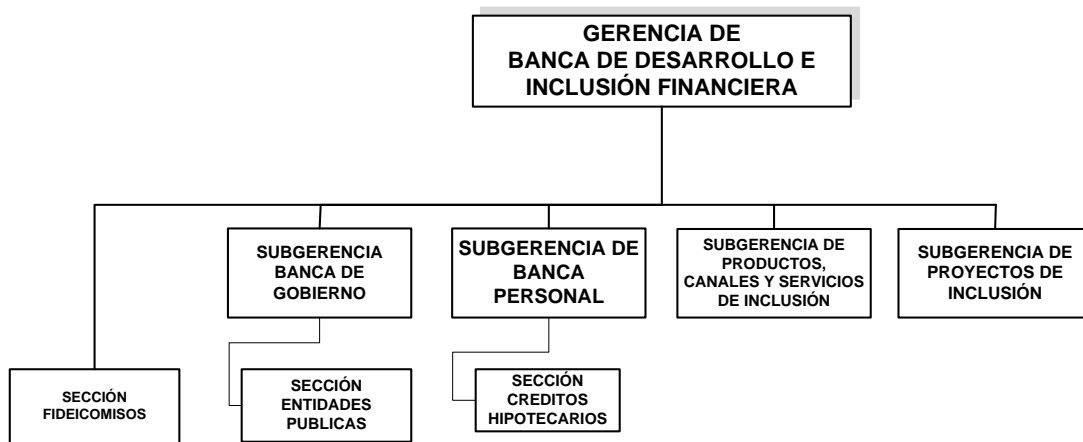 GERENCIA DE
BANCA DE DESARROLLO E
INCLUSIÓN FINANCIERA
SUBGERENCIA
BANCA DE
GOBIERNO
SUBGERENCIA DE
BANCA
PERSONAL
SUBGERENCIA DE
PRODUCTOS,
CANALES Y SERVICIOS
DE INCLUSIÓN
SUBGERENCIA DE
PROYECTOS DE
INCLUSIÓN
SECCIÓN
FIDEICOMISOS
SECCIÓN
ENTIDADES
PUBLICAS
SECCIÓN
CREDITOS
HIPOTECARIOS